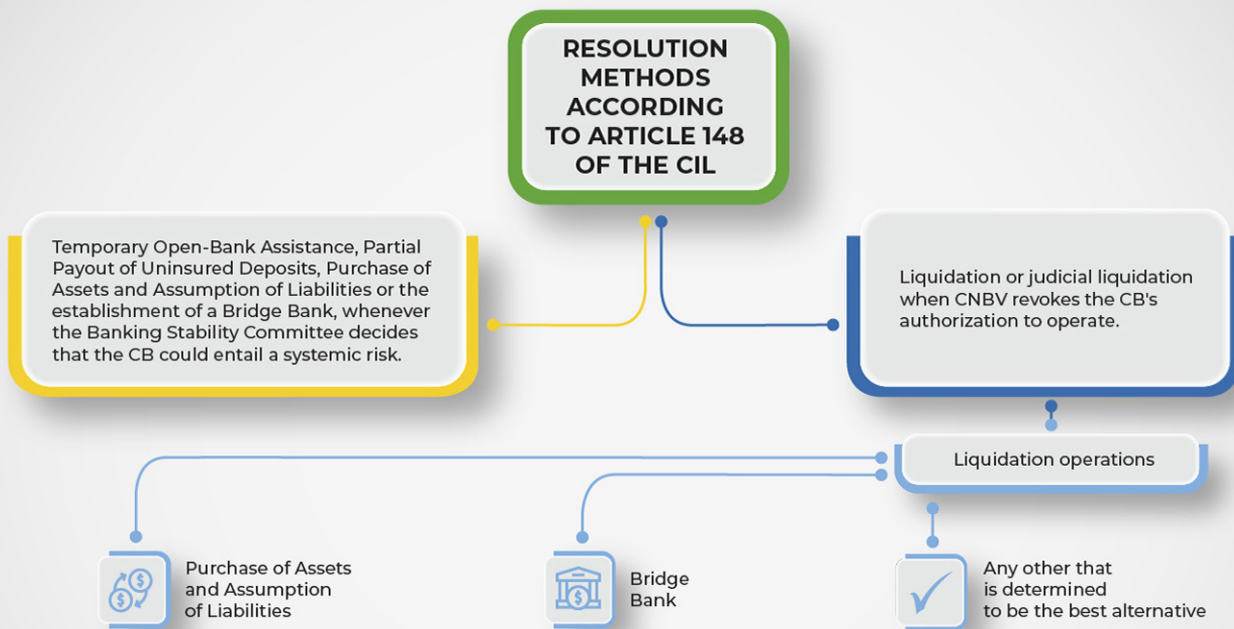 RESOLUTION
METHODS
ACCORDING
TO ARTICLE 148
OF THE CIL
Temporary Open-Bank Assistance, Partial
Payout of Uninsured Deposits, Purchase of
Assets and Assumption of Liabilities or the
establishment of a Bridge Bank, whenever
the Banking Stability Committee decides
that the CB could entail a systemic risk.
Liquidation or judicial liquidation
when CNBV revokes the CB's
authorization to operate.
Liquidation operations
Purchase of Assets
and Assumption
of Liabilities
Bridge
Bank
Any other that
is determined
to be the best alternative